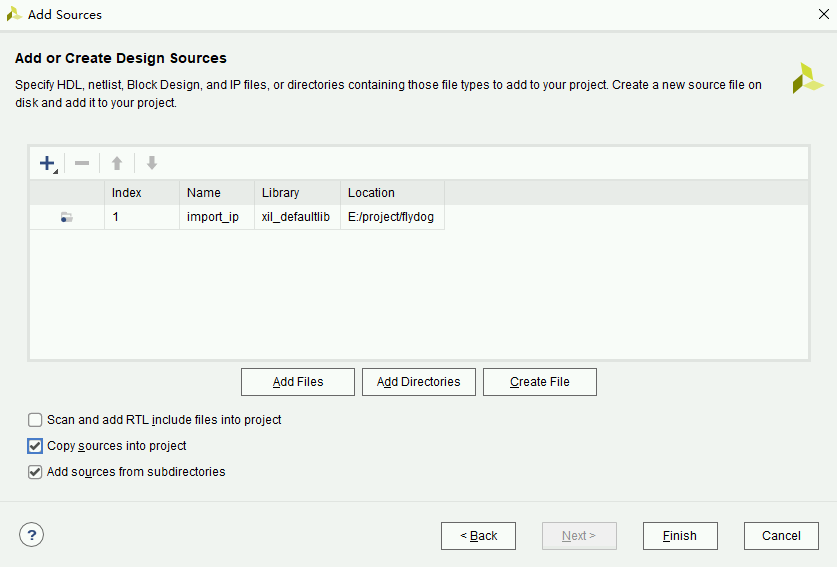 Add Sources
Add or Create Design Sources
Specify HDL, netlist, Block Design, and IP files, or directories containing those file types to add to your project. Create a new source file on
disk and add it to your project.
Index Name Library Location
1 import_ip xil_defaultlib E:/project/flydog
Add Files Add Directories Create File
Scan and add RTL include files into project
Copy sources into project
Add sources from subdirectories
? < Back Next > Finish Cancel